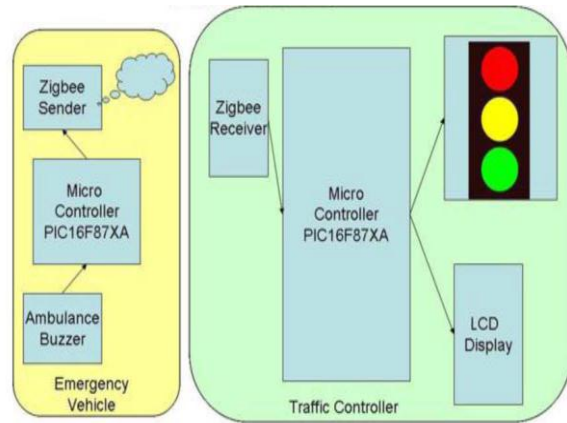 Zigbee
Sender
Micro
Controller
PIC16F87XA
Ambulance
Buzzer
Emergency
Vehicle
Zigbee
Receiver
Micro
Controller
PIC16F87XA
LCD
Display
Traffic Controller